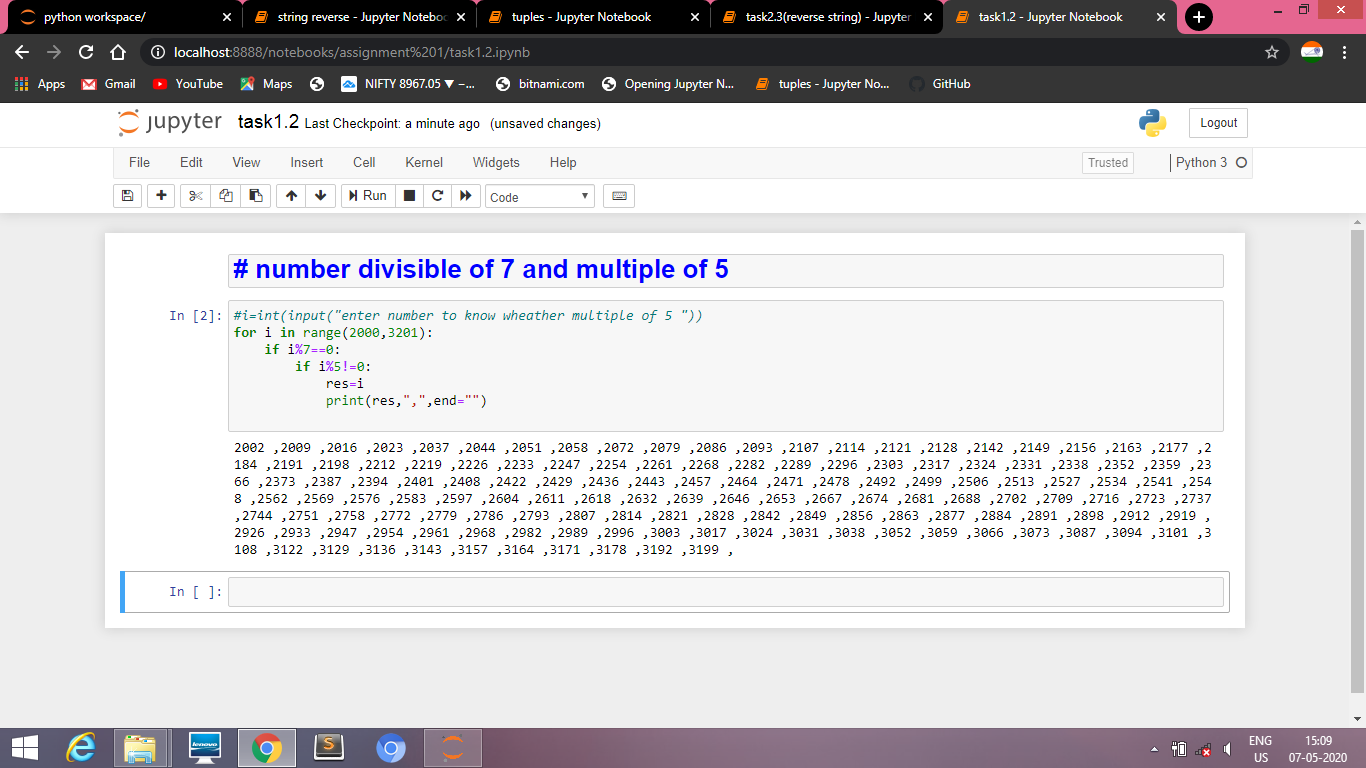 python workspace/
string reverse - Jupyter Noteboo
tuples - Jupyter Notebook
task2.3(reverse string) - Jupyter
task1.2 - Jupyter Notebook
localhost:8888/notebooks/assignment%201/task1.2.ipynb
Apps Gmail YouTube Maps NIFTY 8967.05 ▼ –... bitnami.com Opening Jupyter N... tuples - Jupyter No... GitHub
jupyter task1.2 Last Checkpoint: a minute ago (unsaved changes) Logout
File Edit View Insert Cell Kernel Widgets Help Trusted Python 3
Run Code
# number divisible of 7 and multiple of 5
In [2]: #i=int(input("enter number to know wheather multiple of 5 "))
for i in range(2000,3201):
    if i%7==0:
        if i%5!=0:
            res=i
            print(res,",",end="")
2002 ,2009 ,2016 ,2023 ,2037 ,2044 ,2051 ,2058 ,2072 ,2079 ,2086 ,2093 ,2107 ,2114 ,2121 ,2128 ,2142 ,2149 ,2156 ,2163 ,2177 ,2
184 ,2191 ,2198 ,2212 ,2219 ,2226 ,2233 ,2247 ,2254 ,2261 ,2268 ,2282 ,2289 ,2296 ,2303 ,2317 ,2324 ,2331 ,2338 ,2352 ,2359 ,23
66 ,2373 ,2387 ,2394 ,2401 ,2408 ,2422 ,2429 ,2436 ,2443 ,2457 ,2464 ,2471 ,2478 ,2492 ,2499 ,2506 ,2513 ,2527 ,2534 ,2541 ,254
8 ,2562 ,2569 ,2576 ,2583 ,2597 ,2604 ,2611 ,2618 ,2632 ,2639 ,2646 ,2653 ,2667 ,2674 ,2681 ,2688 ,2702 ,2709 ,2716 ,2723 ,2737
,2744 ,2751 ,2758 ,2772 ,2779 ,2786 ,2793 ,2807 ,2814 ,2821 ,2828 ,2842 ,2849 ,2856 ,2863 ,2877 ,2884 ,2891 ,2898 ,2912 ,2919 ,
2926 ,2933 ,2947 ,2954 ,2961 ,2968 ,2982 ,2989 ,2996 ,3003 ,3017 ,3024 ,3031 ,3038 ,3052 ,3059 ,3066 ,3073 ,3087 ,3094 ,3101 ,3
108 ,3122 ,3129 ,3136 ,3143 ,3157 ,3164 ,3171 ,3178 ,3192 ,3199 ,
In [ ]:
lenovo
S
ENG 15:09
US 07-05-2020